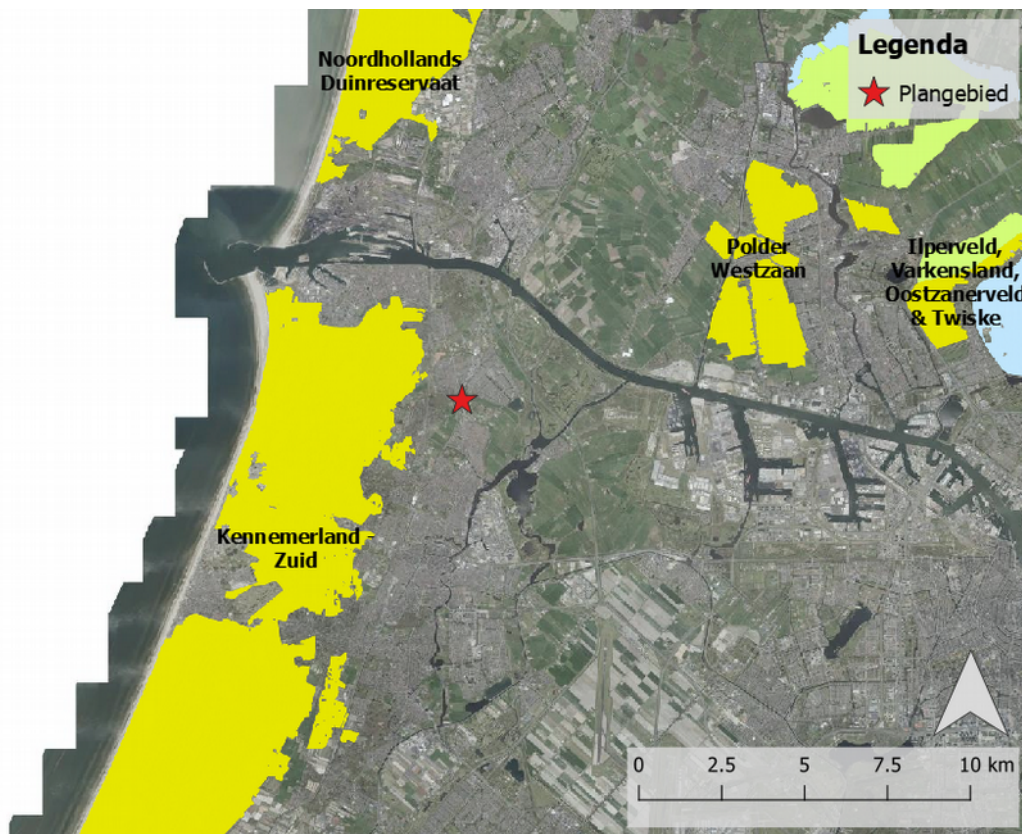 Noordhollands
Duinreservaat
Legenda
Plangebied
Polder
Westzaan
Ilperveld,
Varkensland,
Oostzanerveld
& Twiske
Kennemerland -
Zuid
0 2.5 5 7.5 10 km